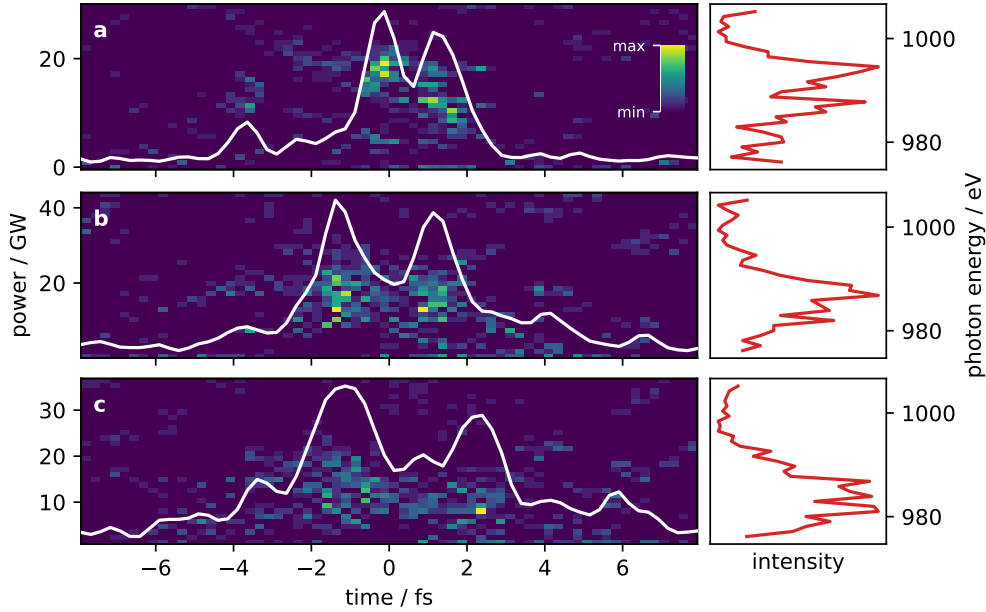 a
max
min
20
0
1000
980
b
40
20
1000
980
power / GW
photon energy / eV
c
30
20
10
1000
980
−6 −4 −2 0 2 4 6
time / fs
intensity